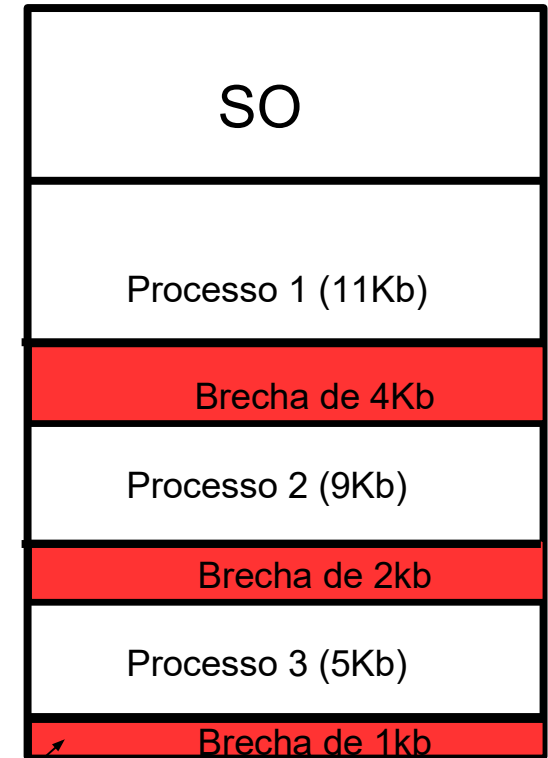 SO
Processo 1 (11Kb)
Brecha de 4Kb
Processo 2 (9Kb)
Brecha de 2kb
Processo 3 (5Kb)
Brecha de 1kb